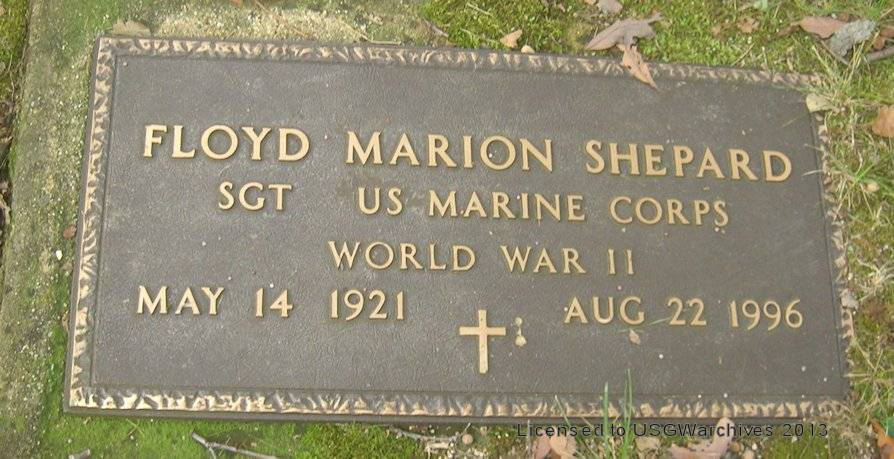 FLOYD MARION SHEPARD
SGT US MARINE CORPS
WORLD WAR II
MAY 14 1921 AUG 22 1996
Licensed to USGWarchives 2013